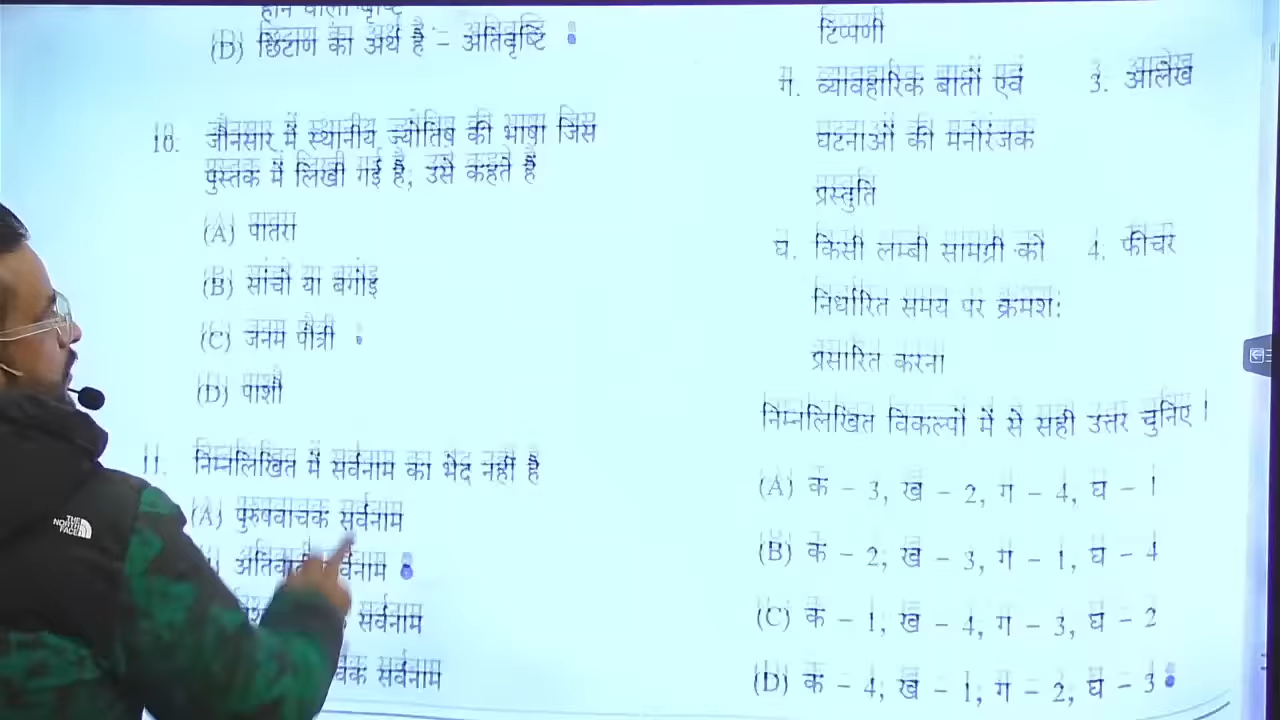 होने वाली वृष्टि
(D) छिटाण का अर्थ है – अतिवृष्टि
10. जौनसार में स्थानीय ज्योतिष की भाषा जिस
पुस्तक में लिखी गई है, उसे कहते हैं
(A) पातरा
(B) सांचो या बगोई
(C) जनम पौत्री
(D) पाशौ
11. निम्नलिखित में सर्वनाम का भेद नहीं है
(A) पुरुषवाचक सर्वनाम
सर्वनाम
सर्वनाम
टिप्पणी
ग. व्यावहारिक बातों एवं 3. आलेख
घटनाओं की मनोरंजक
प्रस्तुति
घ. किसी लम्बी सामग्री को 4. फीचर
निर्धारित समय पर क्रमश:
प्रसारित करना
निम्नलिखित विकल्पों में से सही उत्तर चुनिए ।
(A) क – 3, ख – 2, ग – 4, घ – 1
(B) क – 2, ख – 3, ग – 1, घ – 4
(C) क – 1, ख – 4, ग – 3, घ – 2
(D) क – 4, ख – 1, ग – 2, घ – 3
THE
NORTH
FACE